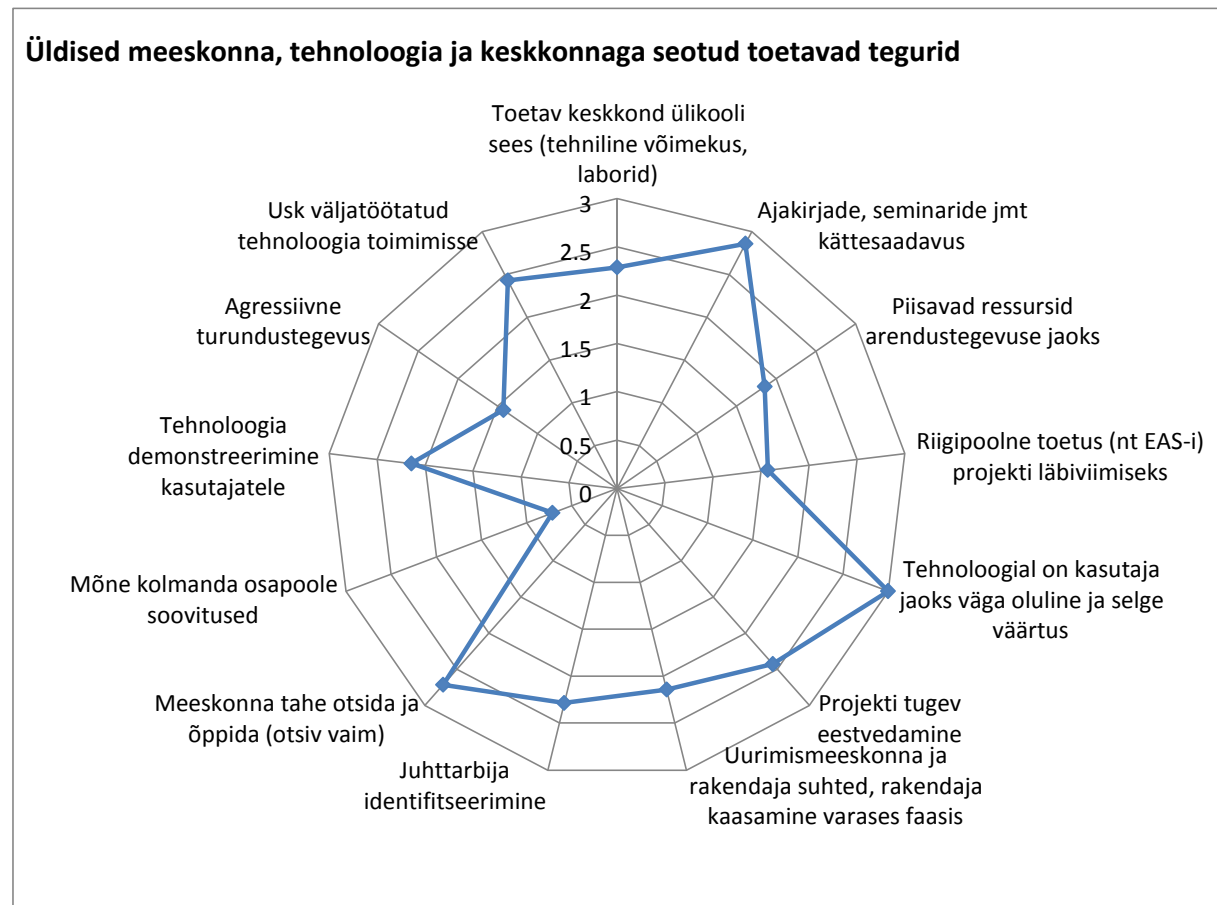 Üldised meeskonna, tehnoloogia ja keskkonnaga seotud toetavad tegurid
Toetav keskkond ülikooli
sees (tehniline võimekus,
laborid)
Ajakirjade, seminaride jmt
kättesaadavus
Piisavad ressursid
arendustegevuse jaoks
Riigipoolne toetus (nt EAS-i)
projekti läbiviimiseks
Tehnoloogial on kasutaja
jaoks väga oluline ja selge
väärtus
Projekti tugev
eestvedamine
Uurimismeeskonna ja
rakendaja suhted, rakendaja
kaasamine varases faasis
Juhttarbija
identifitseerimine
Meeskonna tahe otsida ja
õppida (otsiv vaim)
Mõne kolmanda osapoole
soovitused
Tehnoloogia
demonstreerimine
kasutajatele
Agressiivne
turundustegevus
Usk väljatöötatud
tehnoloogia toimimisse
3
2.5
2
1.5
1
0.5
0